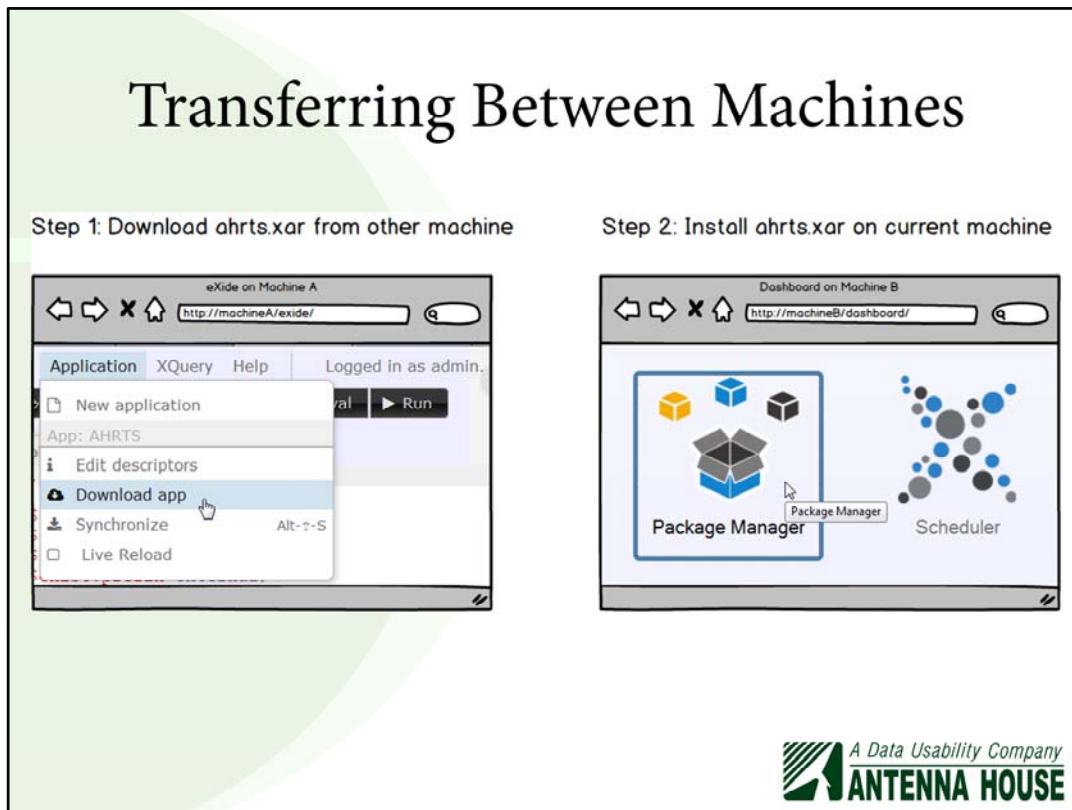 Transferring Between Machines
Step 1: Download ahrts.xar from other machine
eXide on Machine A
http://machineA/exide/
Application XQuery Help Logged in as admin.
New application
Run
App: AHRTS
Edit descriptors
Download app
Synchronize Alt-⇧-S
Live Reload
Step 2: Install ahrts.xar on current machine
Dashboard on Machine B
http://machineB/dashboard/
Package Manager
Package Manager
Scheduler
A Data Usability Company
ANTENNA HOUSE